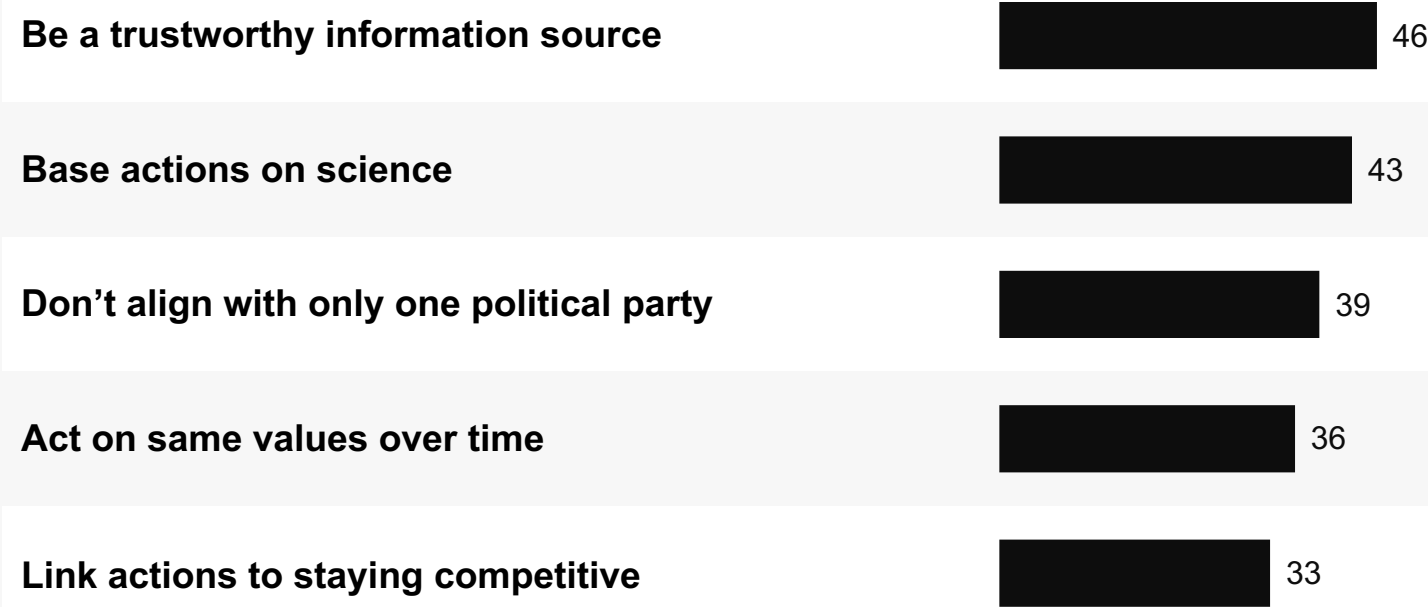 Be a trustworthy information source 46
Base actions on science 43
Don’t align with only one political party 39
Act on same values over time 36
Link actions to staying competitive 33